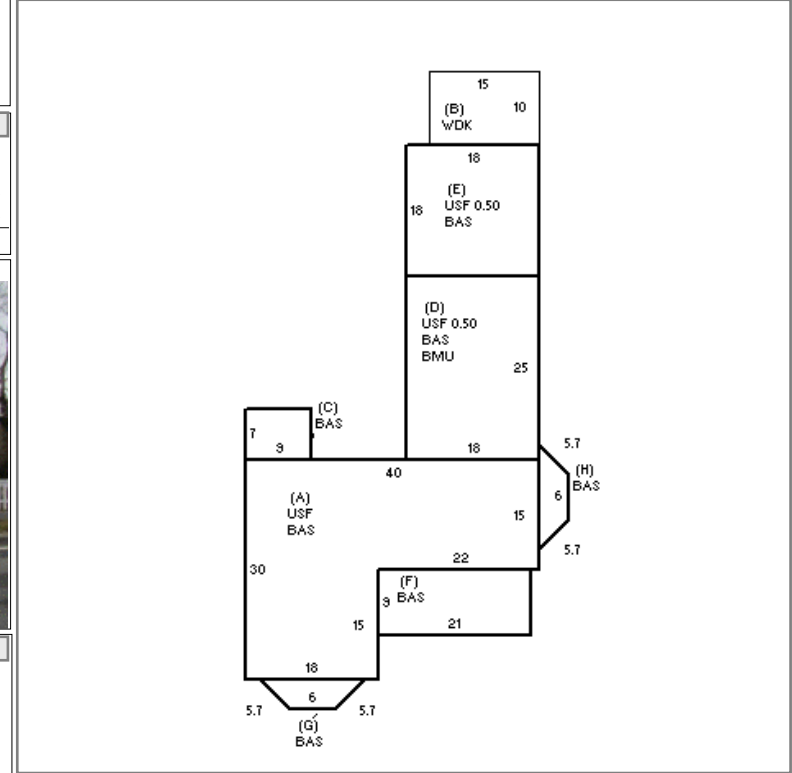 15
10
(B)
WDK
18
(E)
USF 0.50
BAS
18
(D)
USF 0.50
BAS
BMU
25
(C)
BAS
7
9
18
40
5.7
(H)
BAS
6
5.7
(A)
USF
BAS
15
30
22
(F)
BAS
9
21
15
18
6
5.7
5.7
(G)
BAS